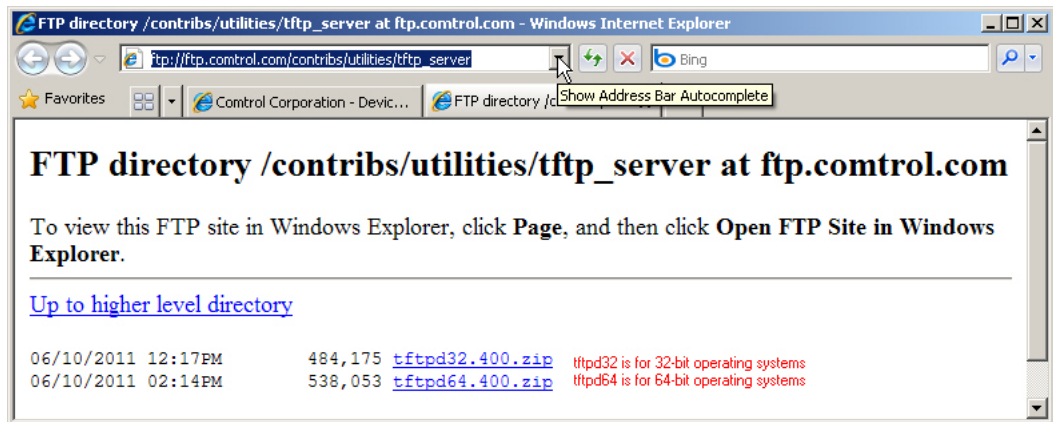 FTP directory /contribs/utilities/tftp_server at ftp.comtrol.com - Windows Internet Explorer
ftp://ftp.comtrol.com/contribs/utilities/tftp_server
Bing
Favorites
Comtrol Corporation - Devic...
FTP directory /c
Show Address Bar Autocomplete
FTP directory /contribs/utilities/tftp_server at ftp.comtrol.com
To view this FTP site in Windows Explorer, click Page, and then click Open FTP Site in Windows
Explorer.
Up to higher level directory
06/10/2011 12:17PM 484,175 tftpd32.400.zip tftpd32 is for 32-bit operating systems
06/10/2011 02:14PM 538,053 tftpd64.400.zip tftpd64 is for 64-bit operating systems